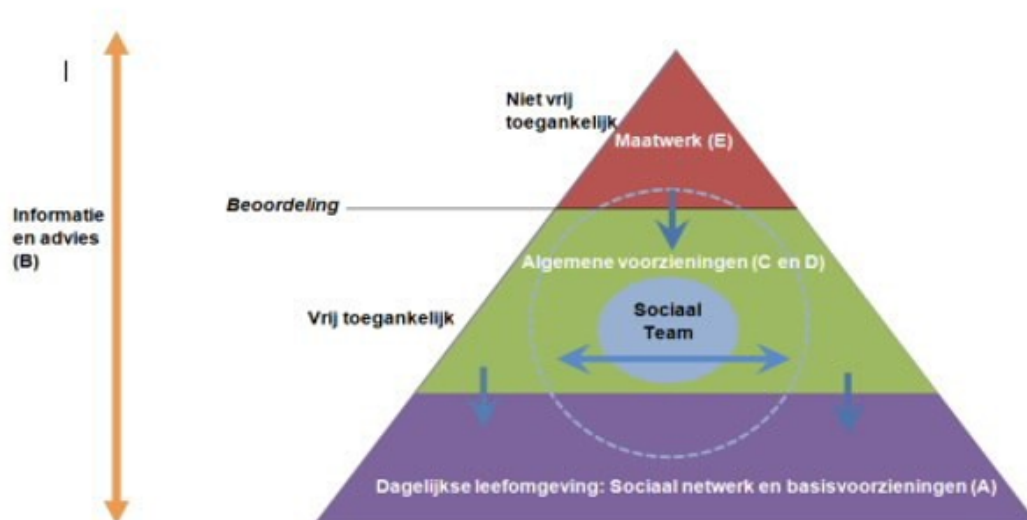 Niet vrij
toegankelijk
Maatwerk (E)
Beoordeling
Informatie
en advies
(B)
Algemene voorzieningen (C en D)
Sociaal
Team
Vrij toegankelijk
Dagelijkse leefomgeving: Sociaal netwerk en basisvoorzieningen (A)